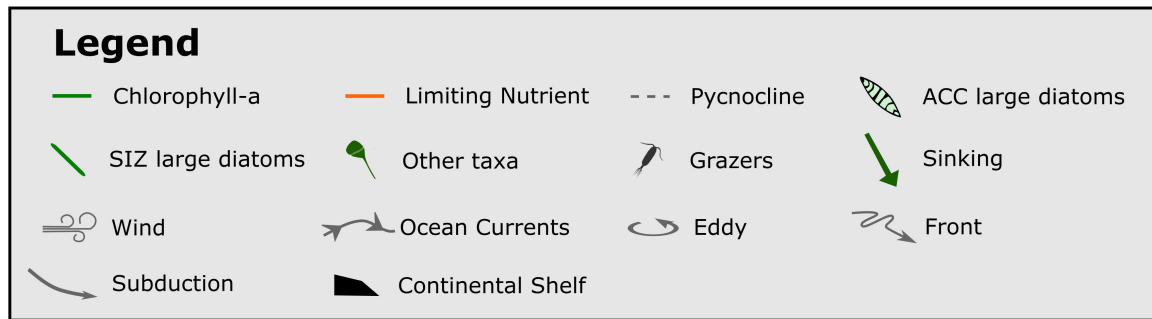 Legend
Chlorophyll-a
Limiting Nutrient
Pycnocline
ACC large diatoms
SIZ large diatoms
Other taxa
Grazers
Sinking
Wind
Ocean Currents
Eddy
Front
Subduction
Continental Shelf